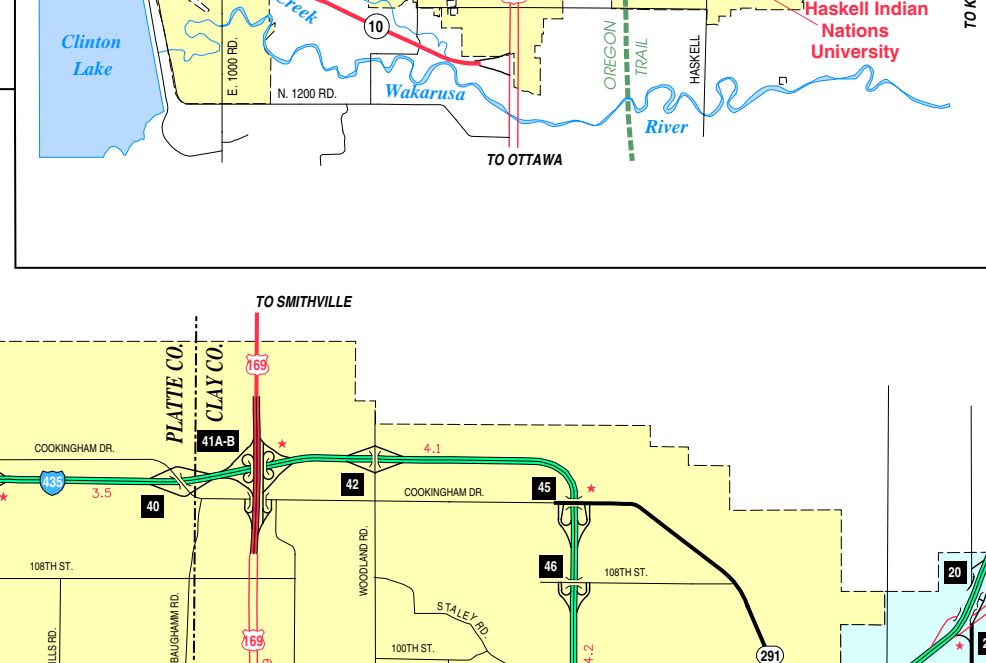 Creek
10
Clinton
Lake
E. 1000 RD.
N. 1200 RD.
Wakarusa
River
OREGON
TRAIL
HASKELL
Haskell Indian
Nations
University
TO K
TO OTTAWA
TO SMITHVILLE
PLATTE CO.
CLAY CO.
169
41A-B
COOKINGHAM DR.
435
3.5
40
42
4.1
COOKINGHAM DR.
45
46
108TH ST.
108TH ST.
WOODLAND RD.
STALEY RD.
100TH ST.
BAUGHAMM RD.
LLS RD.
169
4.2
291
20